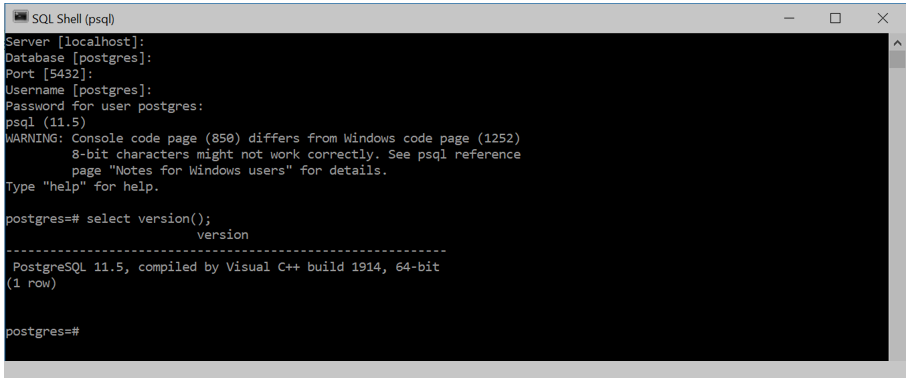 SQL Shell (psql)
Server [localhost]:
Database [postgres]:
Port [5432]:
Username [postgres]:
Password for user postgres:
psql (11.5)
WARNING: Console code page (850) differs from Windows code page (1252)
         8-bit characters might not work correctly. See psql reference
         page "Notes for Windows users" for details.
Type "help" for help.
postgres=# select version();
                          version
------------------------------------------------------------
 PostgreSQL 11.5, compiled by Visual C++ build 1914, 64-bit
(1 row)
postgres=#